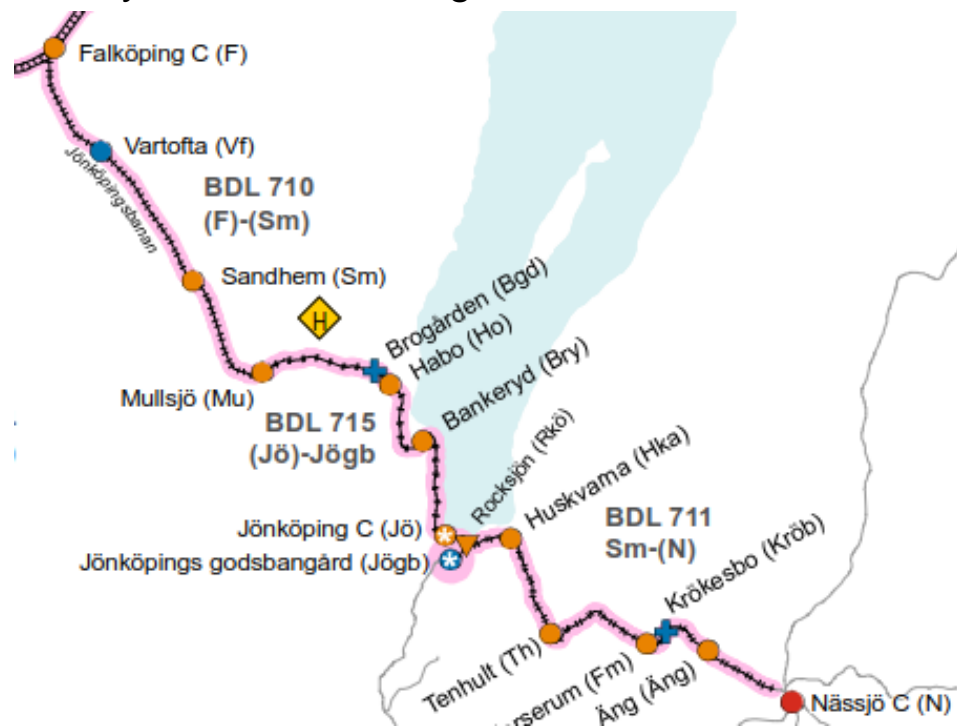 Falköping C (F)
Vartofta (Vf)
Jönköpingsbanan
BDL 710
(F)-(Sm)
Sandhem (Sm)
H
Brogården (Bgd)
Habo (Ho)
Mullsjö (Mu)
Bankeryd (Bry)
BDL 715
(Jö)-Jögb
Rocksjön (Rkö)
Huskvarna (Hka)
Jönköping C (Jö)
BDL 711
Sm-(N)
Jönköpings godsbangård (Jögb)
Krökesbo (Kröb)
Tenhult (Th)
(Fm)
Äng (Äng)
Nässjö C (N)